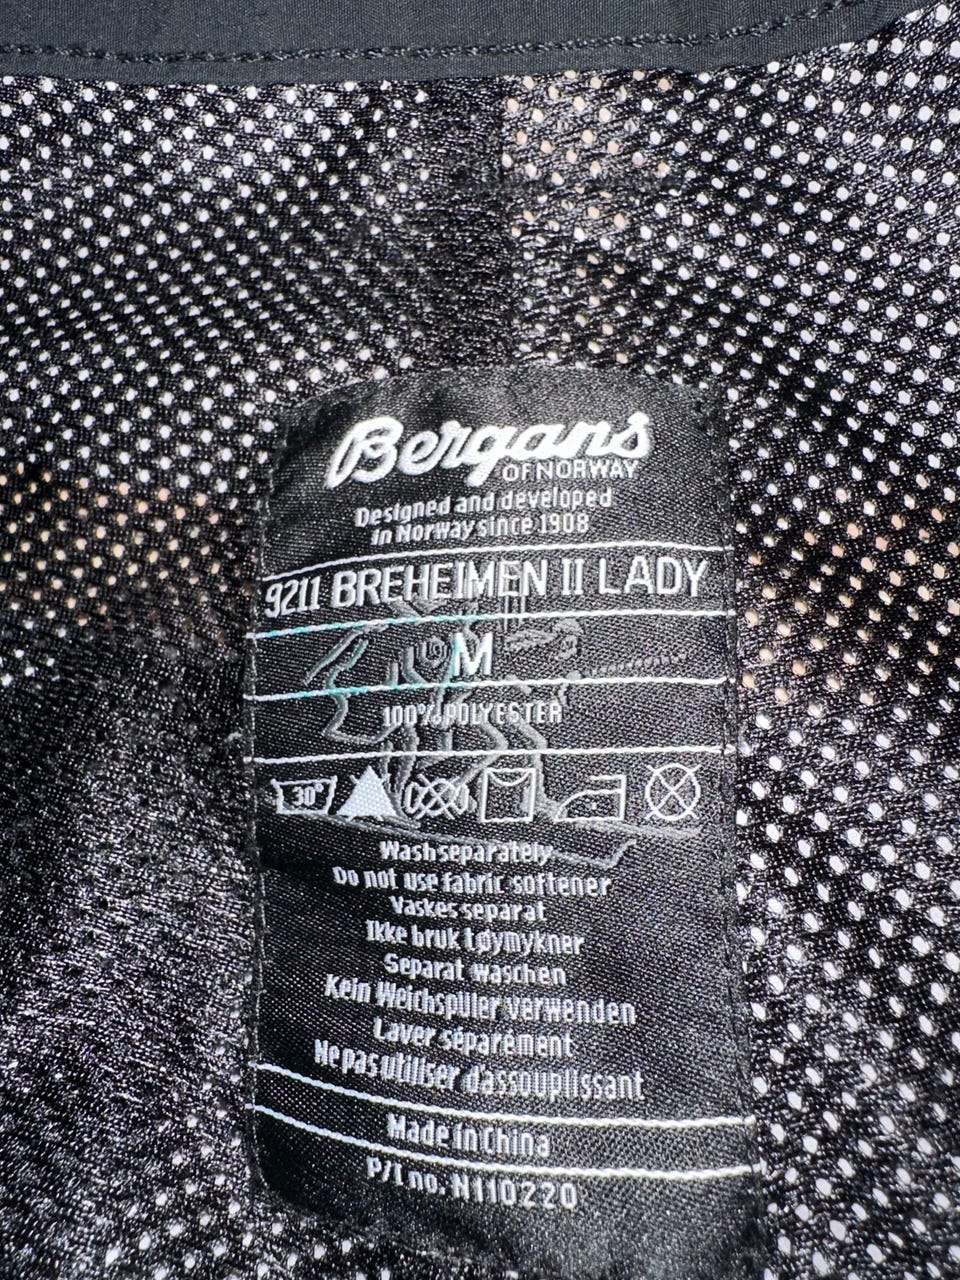 Bergans
OF NORWAY
Designed and developed
in Norway since 1908
9211 BREHEIMEN II LADY
M
100% POLYESTER
30°
Wash separately
Do not use fabric softener
Vaskes separat
Ikke bruk tøymykner
Separat waschen
Kein Weichspüler verwenden
Laver séparément
Ne pas utiliser d'assouplissant
Made in China
P/I no. N110220